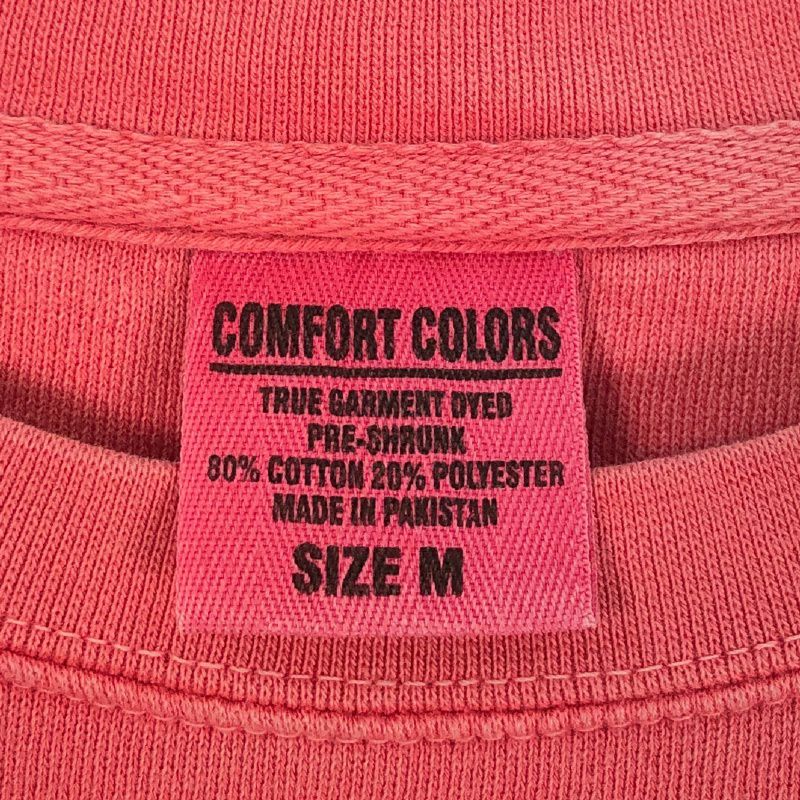 COMFORT COLORS
TRUE GARMENT DYED
PRE-SHRUNK
80% COTTON 20% POLYESTER
MADE IN PAKISTAN
SIZE M